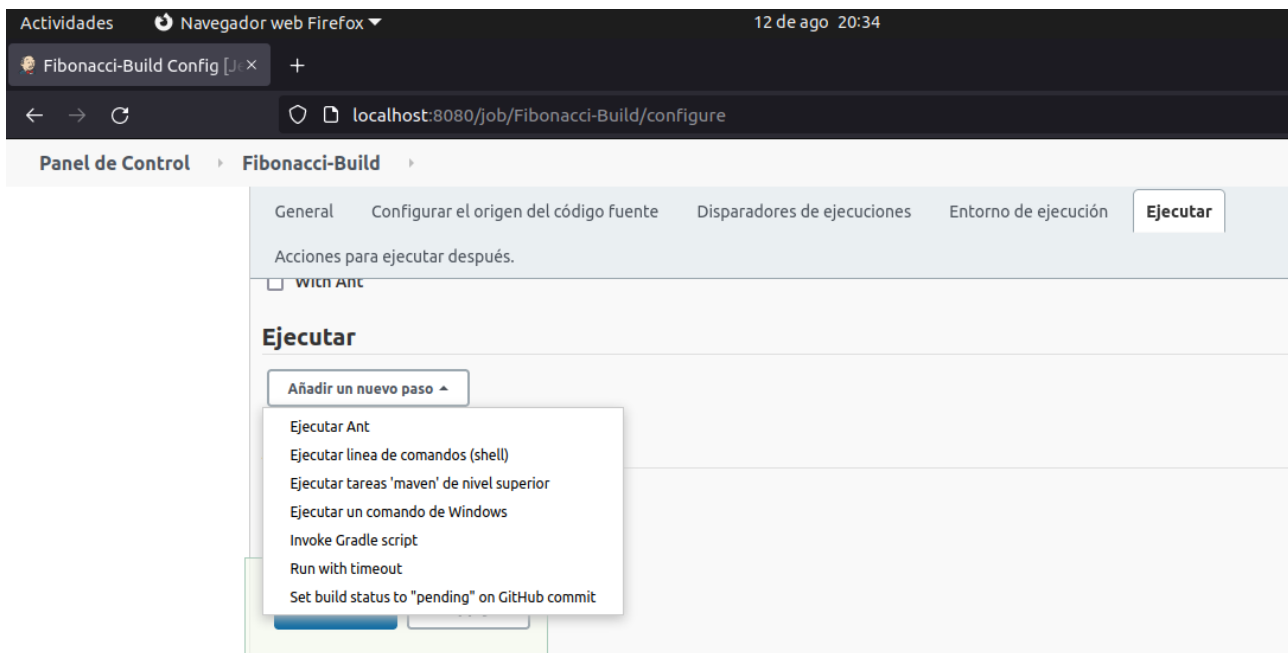 Actividades Navegador web Firefox 12 de ago 20:34
Fibonacci-Build Config [Je
localhost:8080/job/Fibonacci-Build/configure
Panel de Control Fibonacci-Build
General Configurar el origen del código fuente Disparadores de ejecuciones Entorno de ejecución Ejecutar
Acciones para ejecutar después.
With Ant
Ejecutar
Añadir un nuevo paso
Ejecutar Ant
Ejecutar linea de comandos (shell)
Ejecutar tareas 'maven' de nivel superior
Ejecutar un comando de Windows
Invoke Gradle script
Run with timeout
Set build status to "pending" on GitHub commit